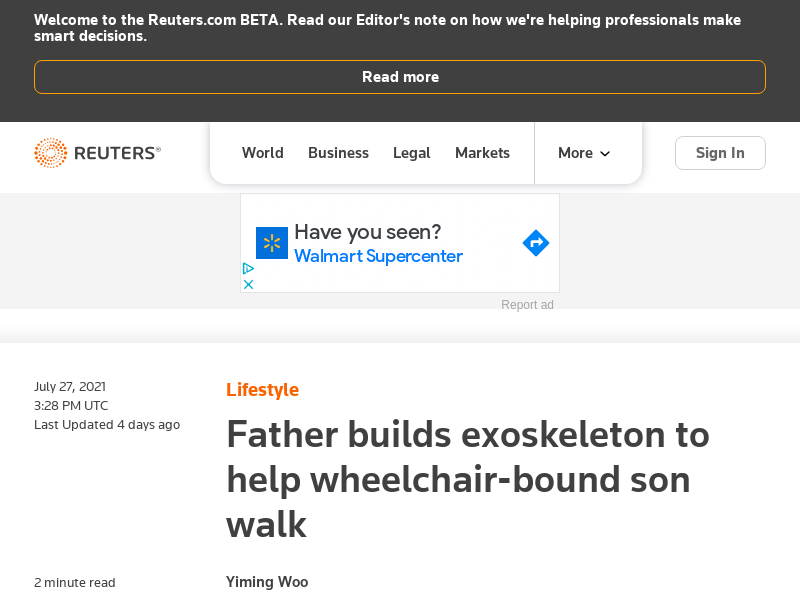 Welcome to the Reuters.com BETA. Read our Editor's note on how we're helping professionals make
smart decisions.
Read more
REUTERS®
World
Business
Legal
Markets
More
Sign In
Have you seen?
Walmart Supercenter
Report ad
July 27, 2021
3:28 PM UTC
Last Updated 4 days ago
Lifestyle
Father builds exoskeleton to
help wheelchair-bound son
walk
2 minute read
Yiming Woo